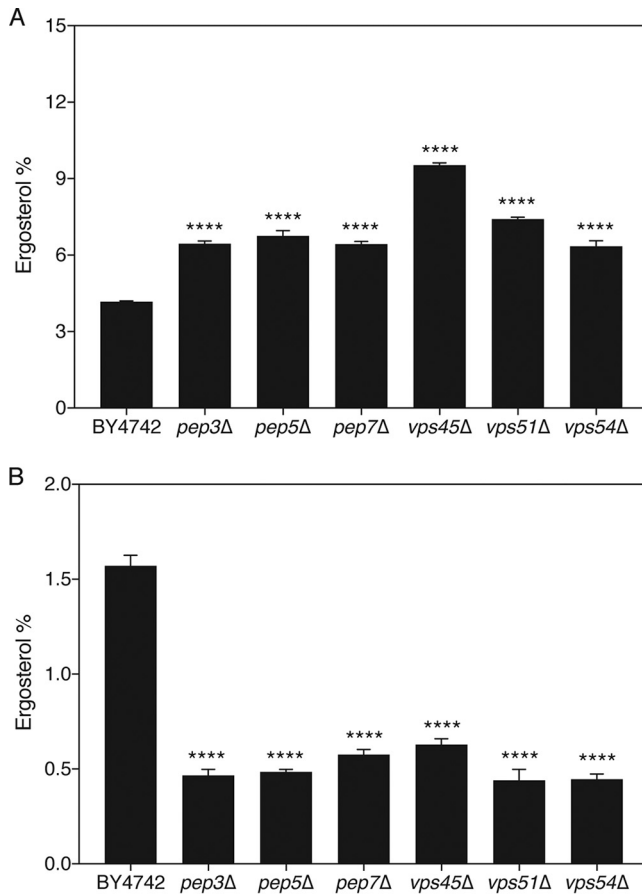 A
15
12
9
6
3
0
Ergosterol %
**** **** **** **** **** ****
BY4742 pep3Δ pep5Δ pep7Δ vps45Δ vps51Δ vps54Δ
B
2.0
1.5
1.0
0.5
0.0
Ergosterol %
**** **** **** **** **** ****
BY4742 pep3Δ pep5Δ pep7Δ vps45Δ vps51Δ vps54Δ